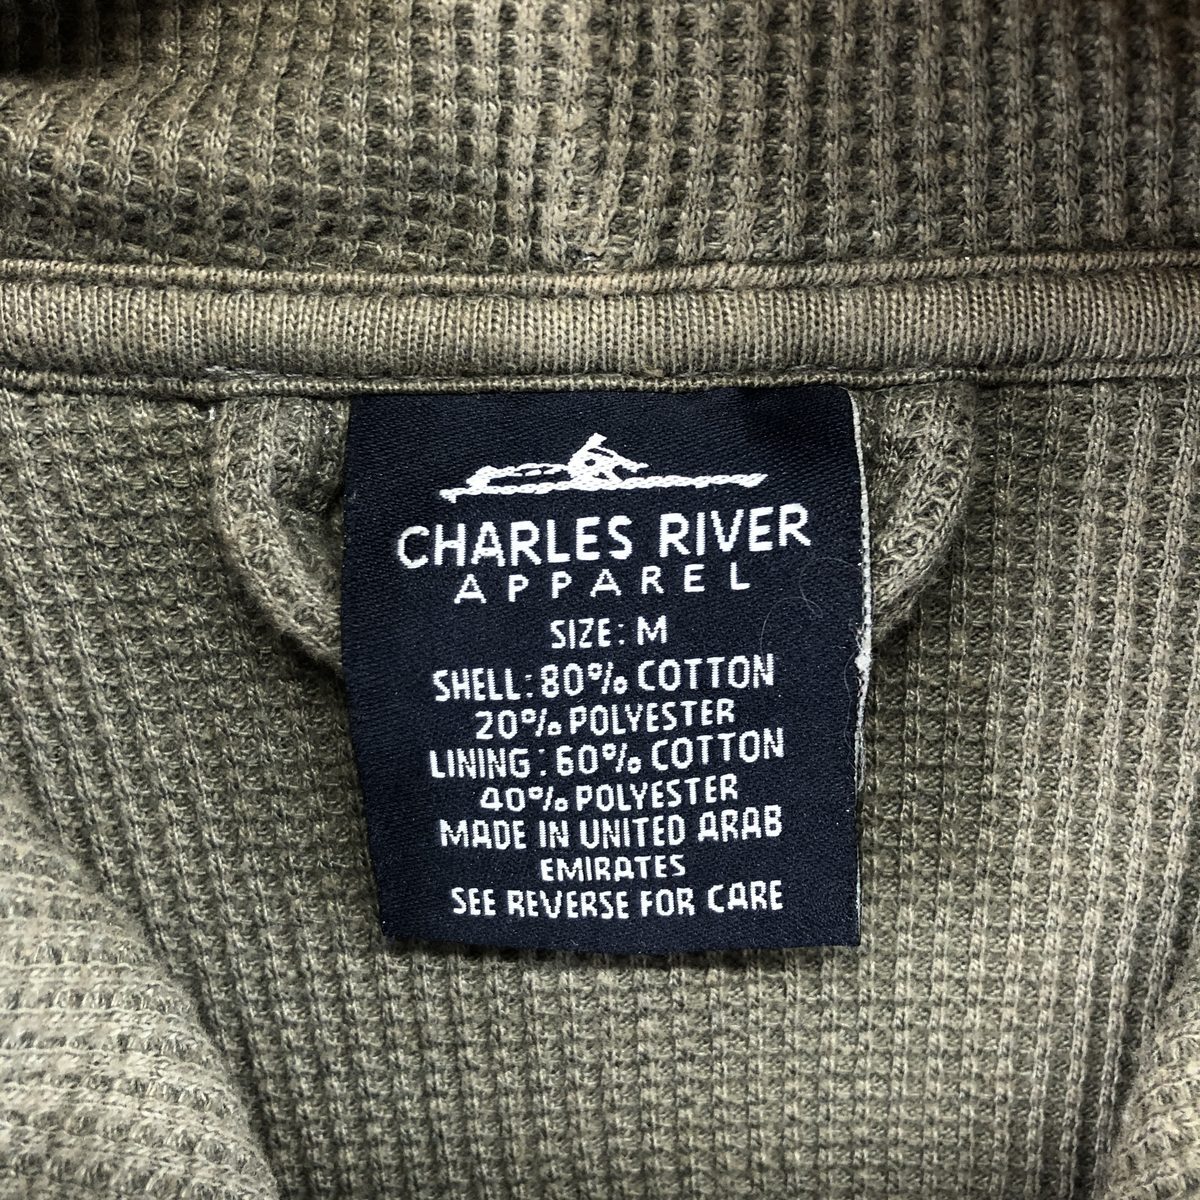 CHARLES RIVER
APPAREL
SIZE: M
SHELL: 80% COTTON
20% POLYESTER
LINING: 60% COTTON
40% POLYESTER
MADE IN UNITED ARAB
EMIRATES
SEE REVERSE FOR CARE